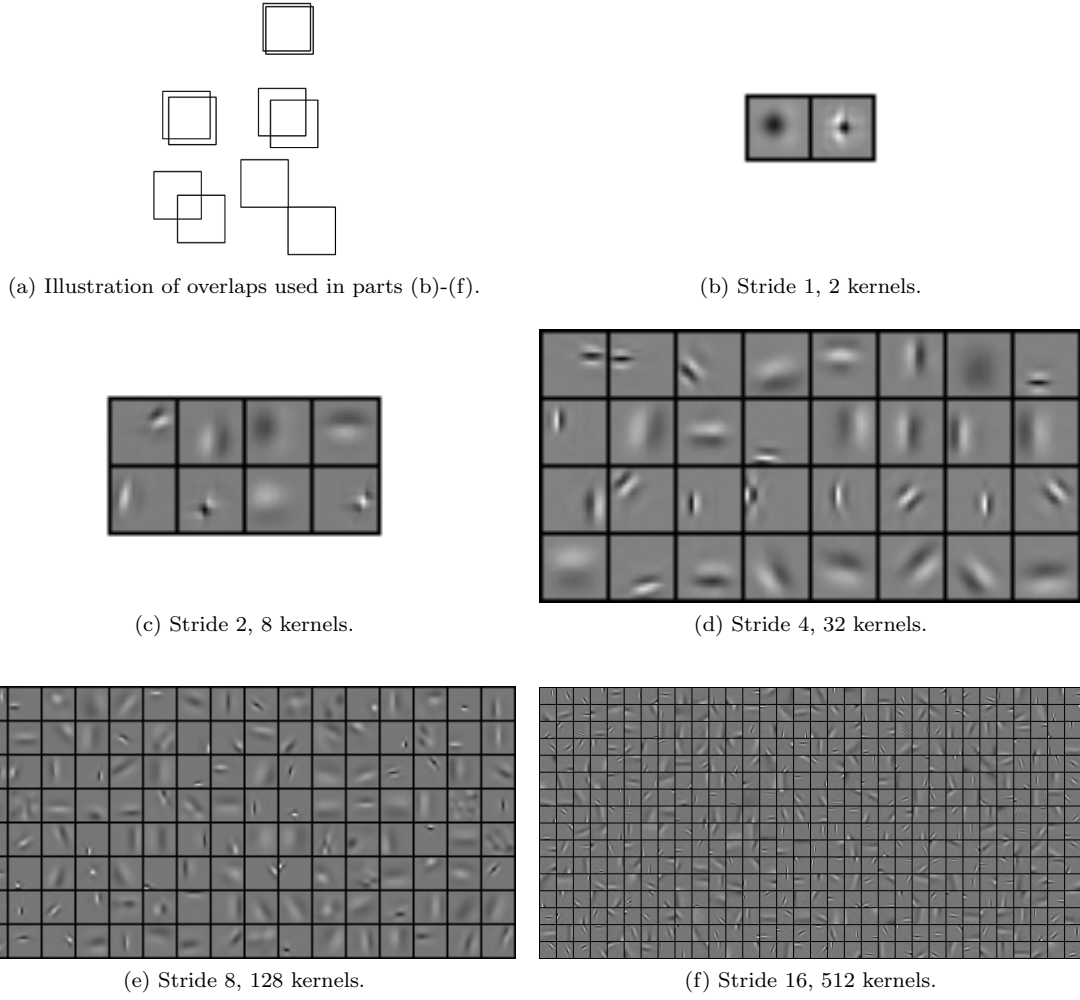 (a) Illustration of overlaps used in parts (b)-(f).
(b) Stride 1, 2 kernels.
(c) Stride 2, 8 kernels.
(d) Stride 4, 32 kernels.
(e) Stride 8, 128 kernels.
(f) Stride 16, 512 kernels.